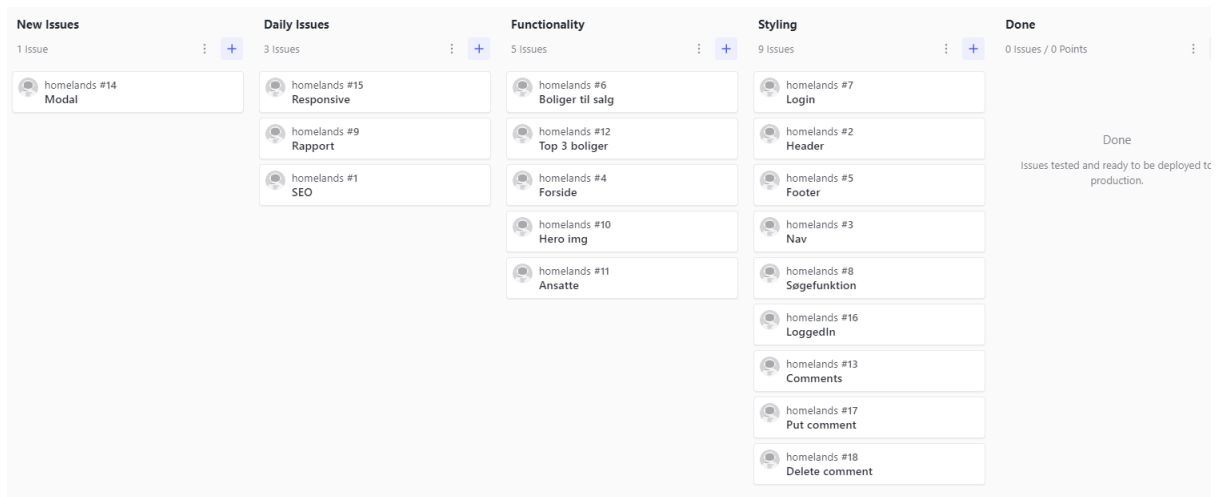 New Issues
1 Issue
homelands #14
Modal
Daily Issues
3 Issues
homelands #15
Responsive
homelands #9
Rapport
homelands #1
SEO
Functionality
5 Issues
homelands #6
Boliger til salg
homelands #12
Top 3 boliger
homelands #4
Forside
homelands #10
Hero img
homelands #11
Ansatte
Styling
9 Issues
homelands #7
Login
homelands #2
Header
homelands #5
Footer
homelands #3
Nav
homelands #8
Søgefunktion
homelands #16
LoggedIn
homelands #13
Comments
homelands #17
Put comment
homelands #18
Delete comment
Done
0 Issues / 0 Points
Done
Issues tested and ready to be deployed to
production.